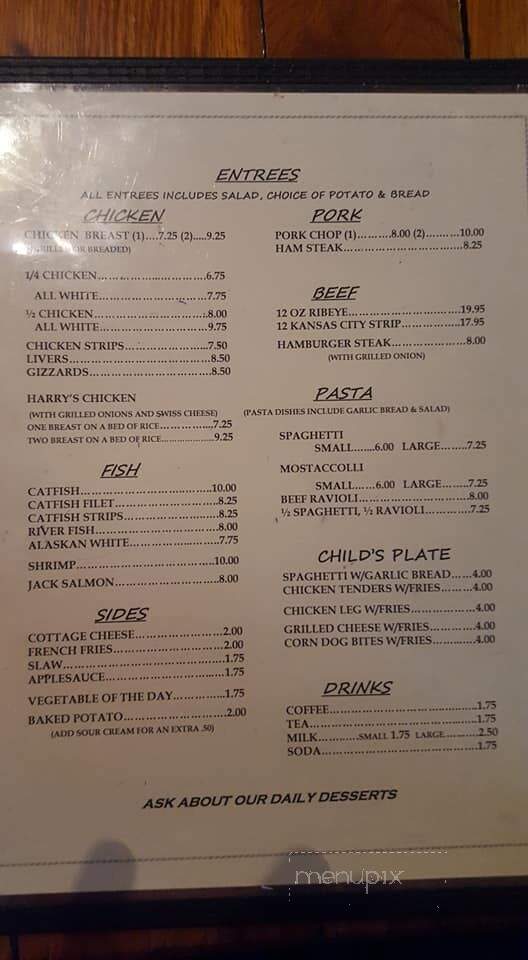 ENTREES
ALL ENTREES INCLUDES SALAD, CHOICE OF POTATO & BREAD
CHICKEN
CHICKEN BREAST (1)....7.25 (2).....9.25
OR BREADED)
1/4 CHICKEN.........................6.75
ALL WHITE........................7.75
½ CHICKEN..........................8.00
ALL WHITE........................9.75
CHICKEN STRIPS...................7.50
LIVERS.................................8.50
GIZZARDS............................8.50
HARRY'S CHICKEN
(WITH GRILLED ONIONS AND SWISS CHEESE)
ONE BREAST ON A BED OF RICE...............7.25
TWO BREAST ON A BED OF RICE...................9.25
FISH
CATFISH..............................10.00
CATFISH FILET......................8.25
CATFISH STRIPS....................8.25
RIVER FISH...........................8.00
ALASKAN WHITE..................7.75
SHRIMP...............................10.00
JACK SALMON......................8.00
SIDES
COTTAGE CHEESE....................2.00
FRENCH FRIES........................2.00
SLAW.....................................1.75
APPLESAUCE..........................1.75
VEGETABLE OF THE DAY............1.75
BAKED POTATO.......................2.00
(ADD SOUR CREAM FOR AN EXTRA .50)
PORK
PORK CHOP (1).........8.00 (2).........10.00
HAM STEAK............................8.25
BEEF
12 OZ RIBEYE..........................19.95
12 KANSAS CITY STRIP..............17.95
HAMBURGER STEAK..................8.00
(WITH GRILLED ONION)
PASTA
(PASTA DISHES INCLUDE GARLIC BREAD & SALAD)
SPAGHETTI
SMALL.......6.00 LARGE.......7.25
MOSTACCOLLI
SMALL......6.00 LARGE.......7.25
BEEF RAVIOLI..........................8.00
½ SPAGHETTI, ½ RAVIOLI............7.25
CHILD'S PLATE
SPAGHETTI W/GARLIC BREAD.....4.00
CHICKEN TENDERS W/FRIES........4.00
CHICKEN LEG W/FRIES...............4.00
GRILLED CHEESE W/FRIES...........4.00
CORN DOG BITES W/FRIES...........4.00
DRINKS
COFFEE..................................1.75
TEA.......................................1.75
MILK...........SMALL 1.75 LARGE...........2.50
SODA.....................................1.75
ASK ABOUT OUR DAILY DESSERTS
menupix